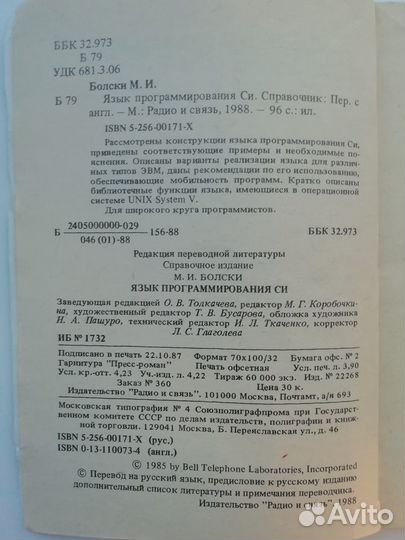 ББК 32.973
Б 79
УДК 681.3.06
Болски М. И.
Б 79 Язык программирования Си. Справочник: Пер. с
англ. – М.: Радио и связь, 1988. – 96 с.: ил.
ISBN 5-256-00171-X
Рассмотрены конструкции языка программирования Си,
приведены соответствующие примеры и необходимые по-
яснения. Описаны варианты реализации языка для различ-
ных типов ЭВМ, даны рекомендации по его использованию,
обеспечивающие мобильность программ. Кратко описаны
библиотечные функции языка, имеющиеся в операционной
системе UNIX System V.
Для широкого круга программистов.
2405000000-029
Б 156-88 ББК 32.973
046 (01)-88
Редакция переводной литературы
Справочное издание
М. И. БОЛСКИ
ЯЗЫК ПРОГРАММИРОВАНИЯ СИ
Заведующая редакцией О. В. Толкачева, редактор М. Г. Коробочки-
на, художественный редактор Т. В. Бусарова, обложка художника
Н. А. Пашуро, технический редактор И. Л. Ткаченко, корректор
Л. С. Глаголева
ИБ № 1732
Подписано в печать 22.10.87 Формат 70х100/32 Бумага офс. № 2
Гарнитура "Пресс-роман" Печать офсетная Усл. печ. л. 3,90
Усл. кр.-отт. 4,23 Уч.-изд. л. 4,22 Тираж 60 000 экз. Изд. № 22268
Заказ № 360 Цена 30 к.
Издательство "Радио и связь". 101000 Москва, Почтамт, а/я 693
Московская типография № 4 Союзполиграфпрома при Государст-
венном комитете СССР по делам издательств, полиграфии и книж-
ной торговли. 129041 Москва, Б. Переяславская ул., д. 46
ISBN 5-256-00171-X (рус.)
ISBN 0-13-110073-4 (англ.)
© 1985 by Bell Telephone Laboratories, Incorporated
© Перевод на русский язык, предисловие к русскому изданию
дополнительный список литературы и примечания переводчика.
Издательство "Радио и связь", 1988
Avito